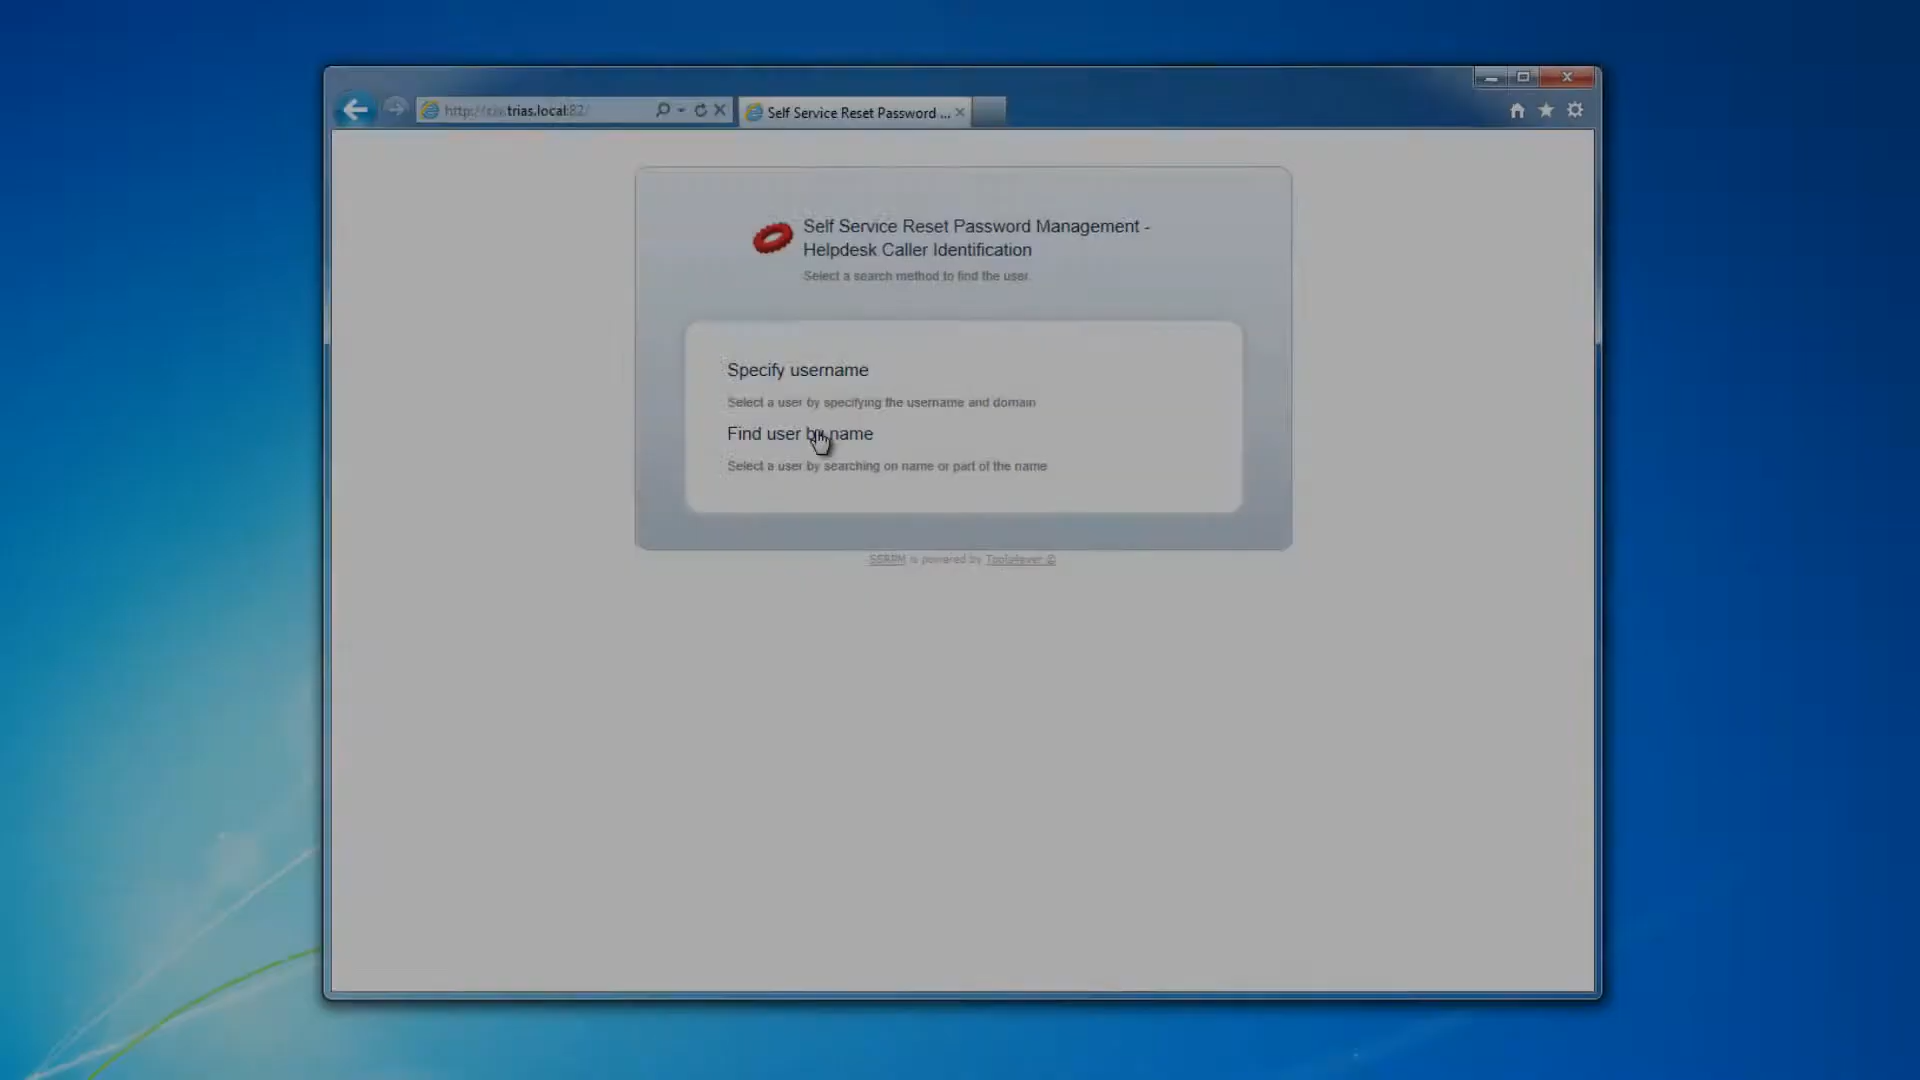 trias.local:82/
Self Service Reset Password ...
Self Service Reset Password Management -
Helpdesk Caller Identification
Select a search method to find the user.
Specify username
Select a user by specifying the username and domain
Find user by name
Select a user by searching on name or part of the name
SSRPM is powered by Tools4ever ©